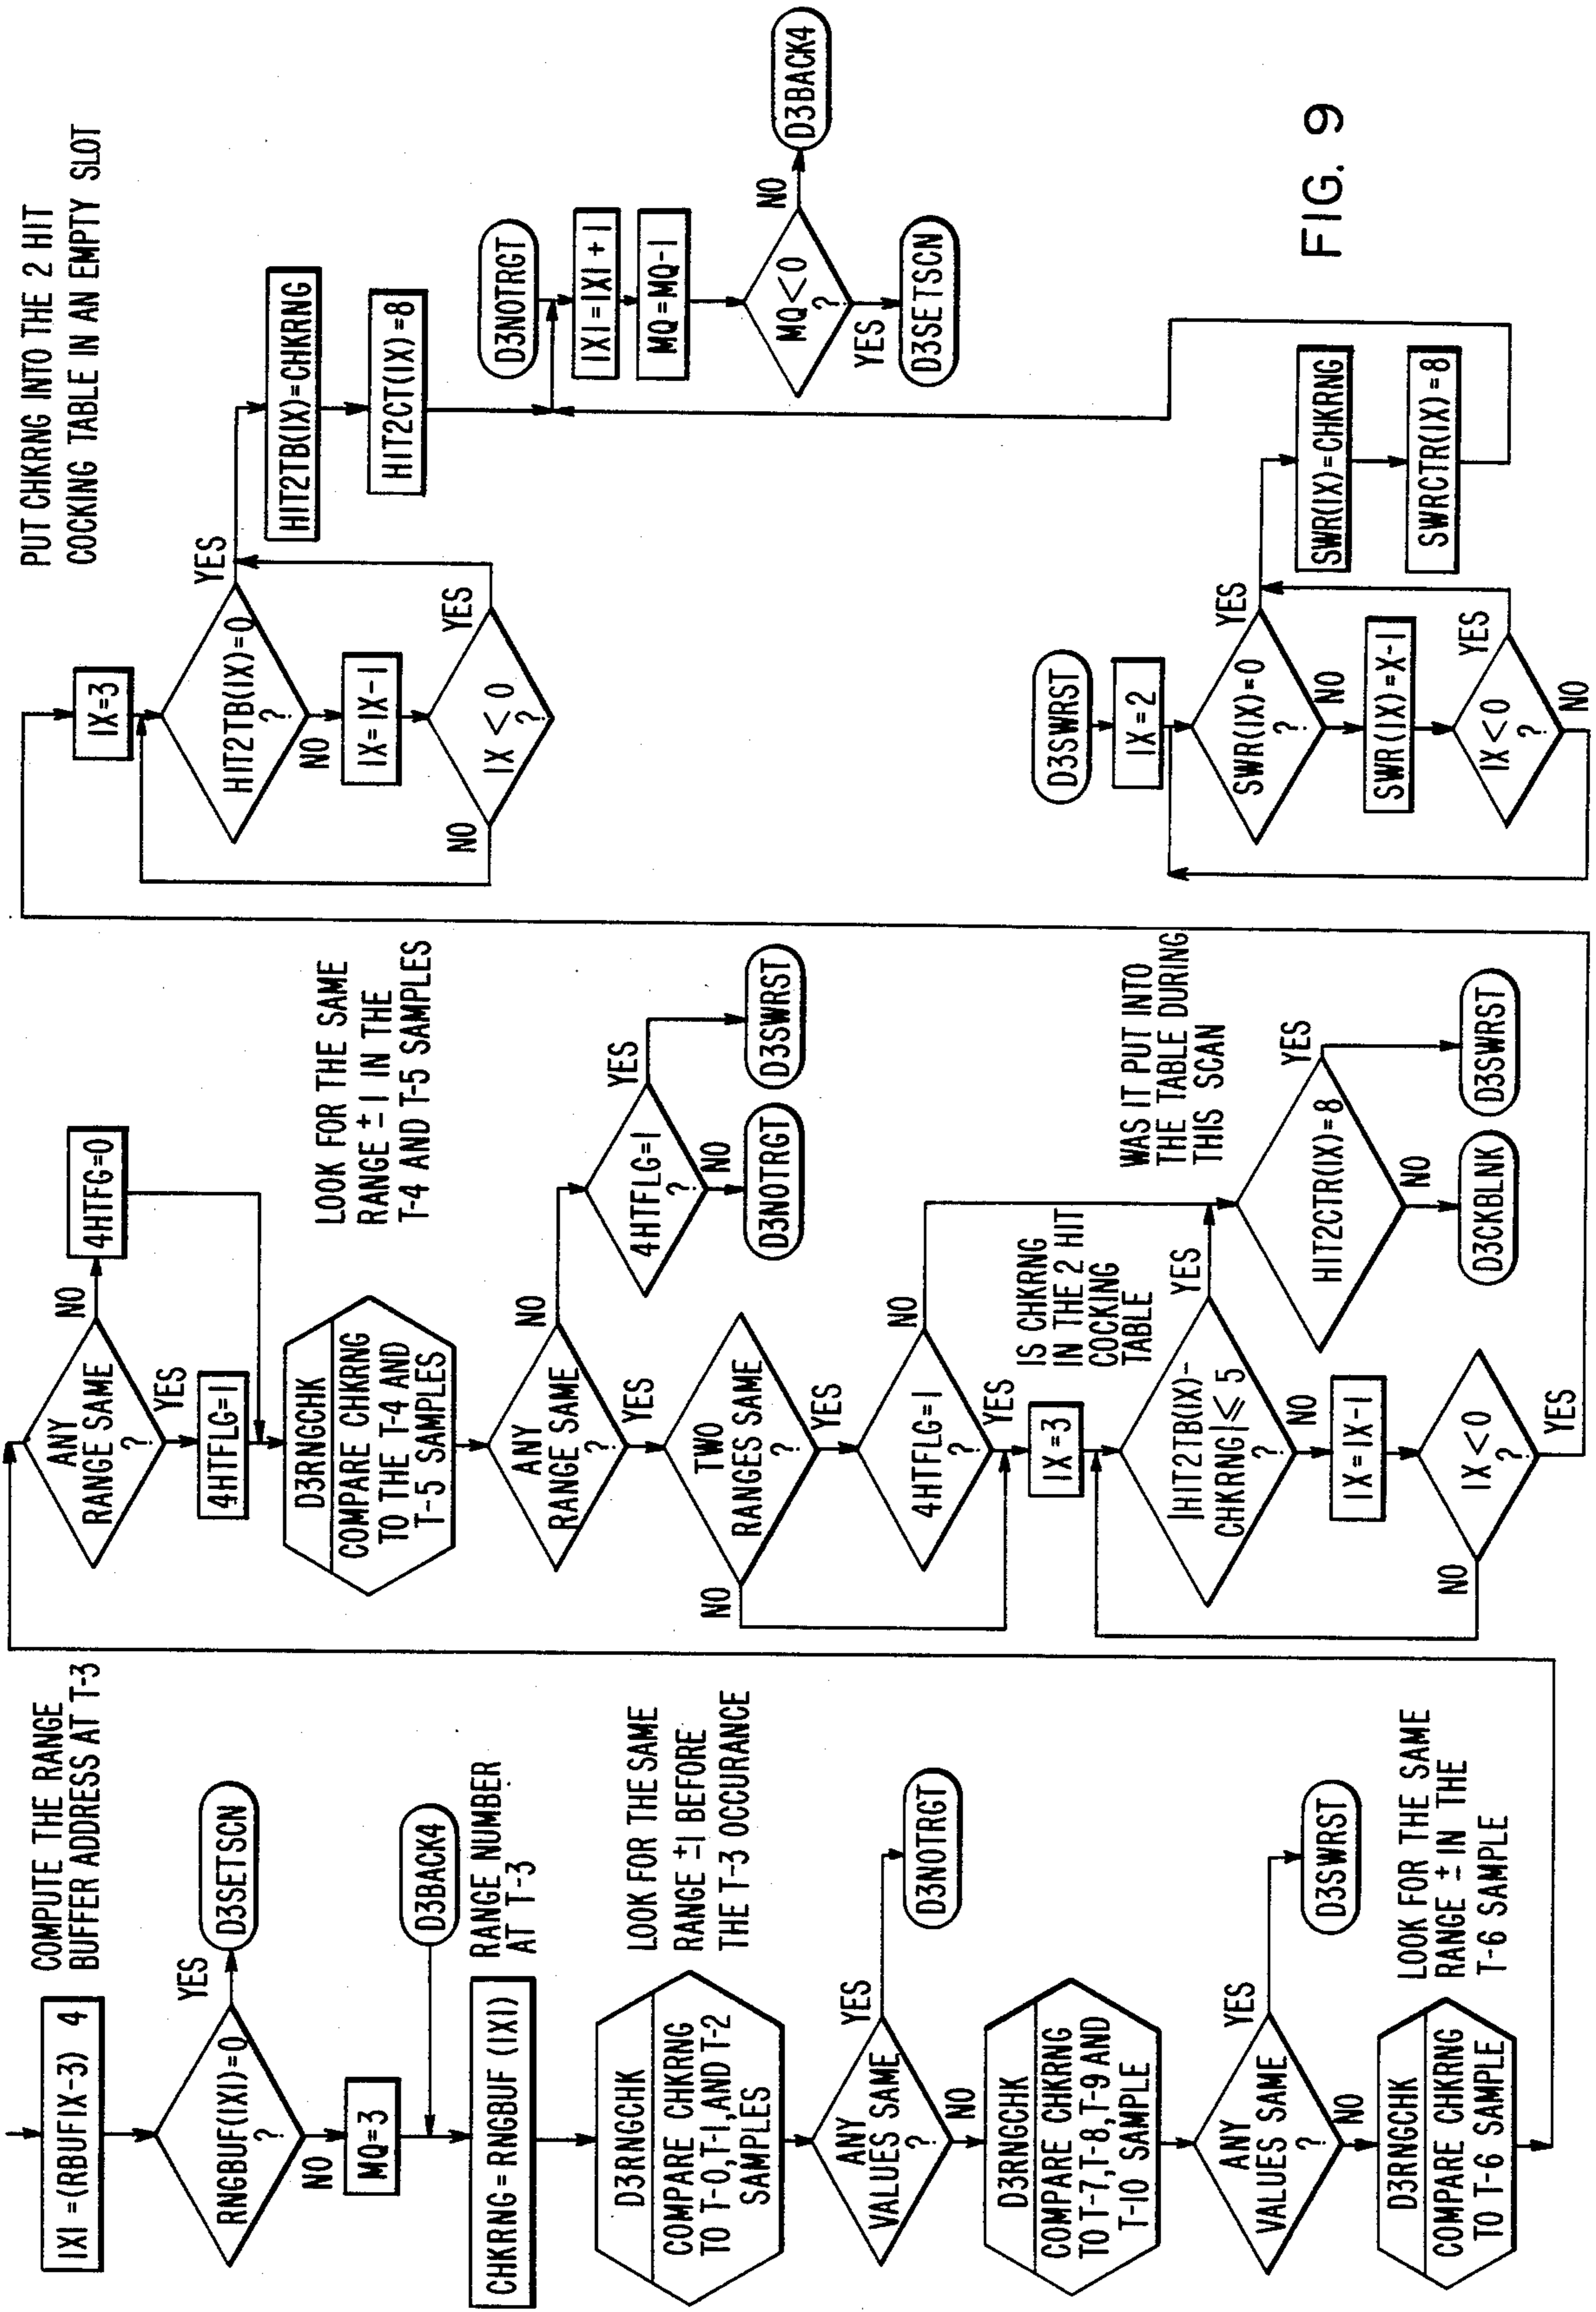 COMPUTE THE RANGE
BUFFER ADDRESS AT T-3
IXI =(RBUFIX-3) 4
RNGBUF(IXI)=0
?
YES
D3SETSCN
NO
MQ=3
D3BACK4
RANGE NUMBER
AT T-3
CHKRNG = RNGBUF (IXI)
LOOK FOR THE SAME
RANGE ±1 BEFORE
THE T-3 OCCURANCE
D3RNGCHK
COMPARE CHKRNG
TO T-0,T-1,AND T-2
SAMPLES
ANY
VALUES SAME
?
YES
D3NOTRGT
NO
D3RNGCHK
COMPARE CHKRNG
TO T-7,T-8,T-9 AND
T-10 SAMPLE
ANY
VALUES SAME
?
YES
D3SWRST
NO
LOOK FOR THE SAME
RANGE ± IN THE
T-6 SAMPLE
D3RNGCHK
COMPARE CHKRNG
TO T-6 SAMPLE
ANY
RANGE SAME
?
NO
4HTFG=0
YES
4HTFLG=1
LOOK FOR THE SAME
RANGE ± 1 IN THE
T-4 AND T-5 SAMPLES
D3RNGCHK
COMPARE CHKRNG
TO THE T-4 AND
T-5 SAMPLES
ANY
RANGE SAME
?
NO
4HTFLG=1
?
YES
D3SWRST
NO
D3NOTRGT
YES
TWO
RANGES SAME
?
NO
YES
4HTFLG=1
?
NO
YES
IX=3
IS CHKRNG
IN THE 2 HIT
COCKING
TABLE
|HIT2TB(IX)-
CHKRNG|≤ 5
?
YES
WAS IT PUT INTO
THE TABLE DURING
THIS SCAN
HIT2CTR(IX)=8
?
YES
D3SWRST
NO
D3CKBLNK
NO
IX=IX-1
IX<0
?
NO
YES
PUT CHKRNG INTO THE 2 HIT
COCKING TABLE IN AN EMPTY SLOT
IX=3
HIT2TB(IX)=0
?
YES
HIT2TB(IX)=CHKRNG
HIT2CT(IX)=8
NO
IX=IX-1
IX<0
?
YES
NO
D3NOTRGT
IXI=IXI+1
MQ=MQ-1
MQ<0
?
NO
D3BACK4
YES
D3SETSCN
D3SWRST
IX=2
SWR(IX)=0
?
YES
SWR(IX)=CHKRNG
SWRCTR(IX)=8
NO
SWR(IX)=X-1
IX<0
?
YES
NO
FIG. 9